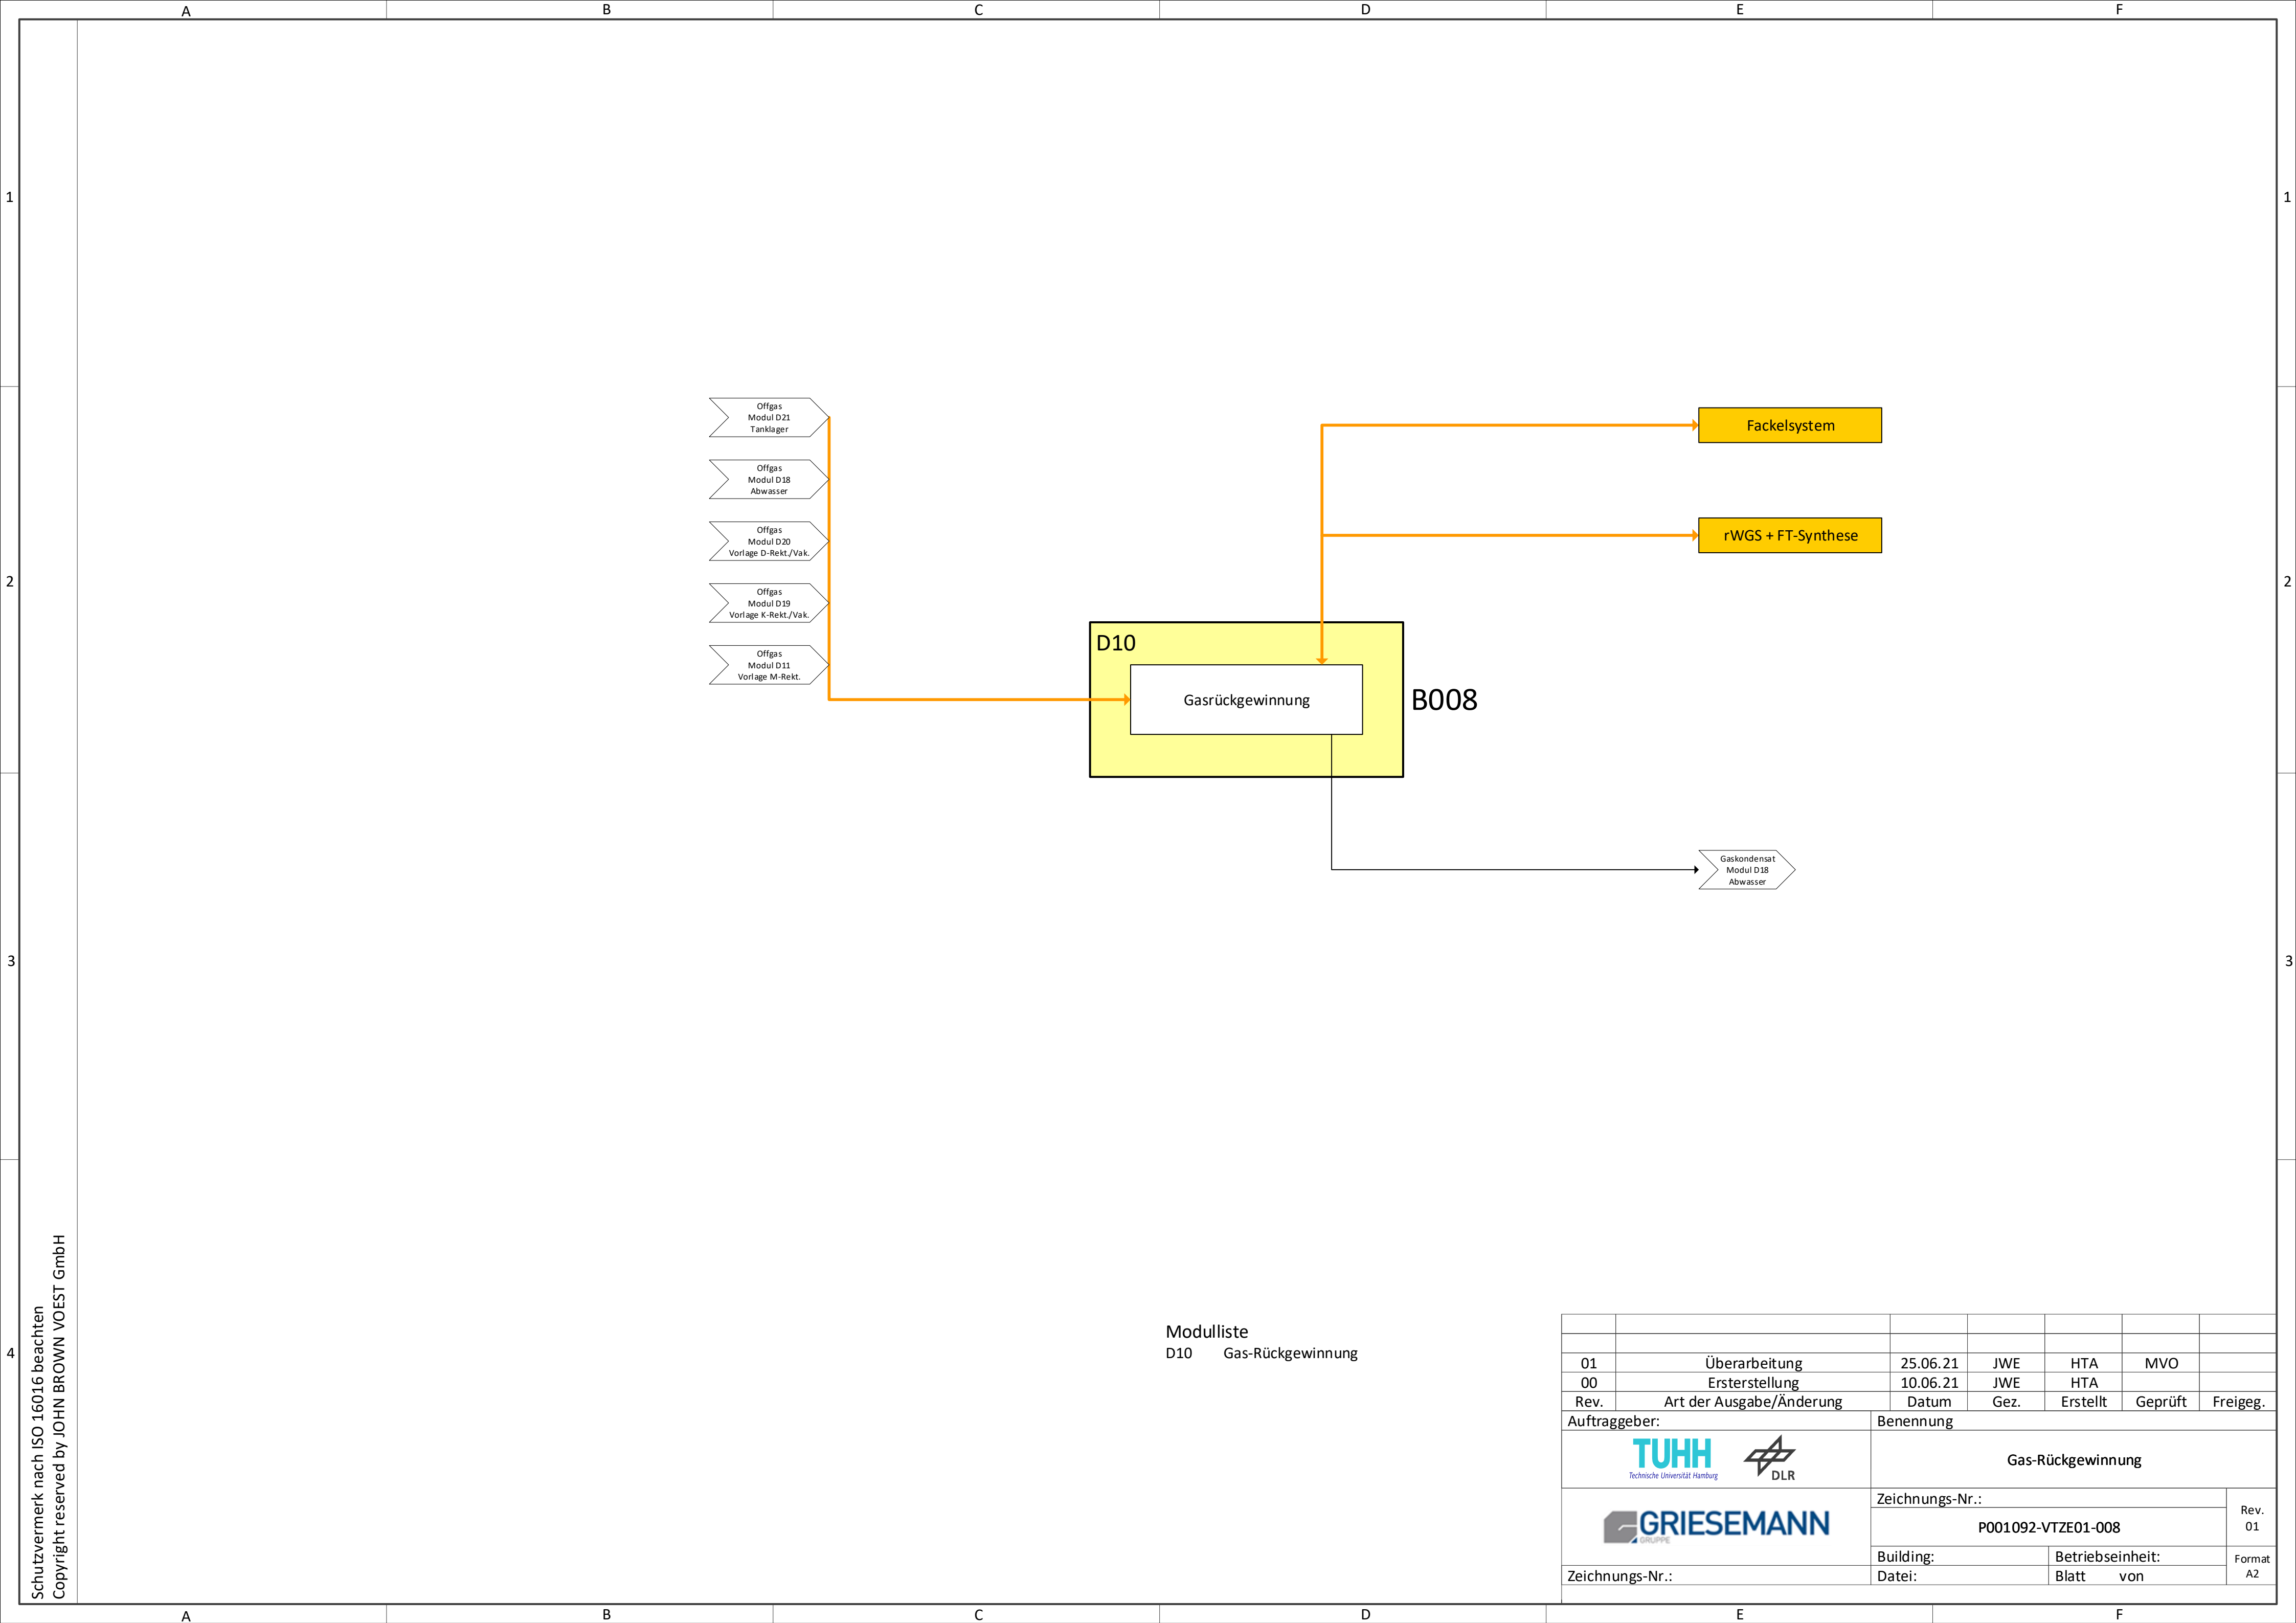 A B C D E F
1 1
Offgas
Modul D21
Tanklager
Fackelsystem
Offgas
Modul D18
Abwasser
Offgas
Modul D20
Vorlage D-Rekt./Vak.
rWGS + FT-Synthese
2 2
Offgas
Modul D19
Vorlage K-Rekt./Vak.
Offgas
Modul D11
Vorlage M-Rekt.
D10
Gasrückgewinnung
B008
Gaskondensat
Modul D18
Abwasser
3 3
Schutzvermerk nach ISO 16016 beachten
Copyright reserved by JOHN BROWN VOEST GmbH
4
Modulliste
D10 Gas-Rückgewinnung
01 Überarbeitung 25.06.21 JWE HTA MVO
00 Ersterstellung 10.06.21 JWE HTA
Rev. Art der Ausgabe/Änderung Datum Gez. Erstellt Geprüft Freigeg.
Auftraggeber: Benennung
TUHH
Technische Universität Hamburg
DLR
Gas-Rückgewinnung
GRIESEMANN
GRUPPE
Zeichnungs-Nr.:
P001092-VTZE01-008
Rev.
01
Building: Betriebseinheit:
Format
A2
Zeichnungs-Nr.: Datei: Blatt von
A B C D E F